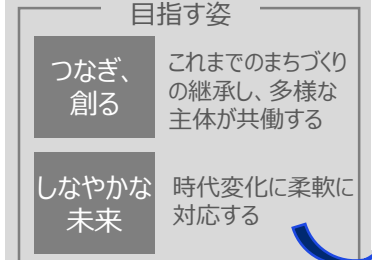 目指す姿
つなぎ、
創る
これまでのまちづくり
の継承し、多様な
主体が共働する
しなやかな
未来
時代変化に柔軟に
対応する